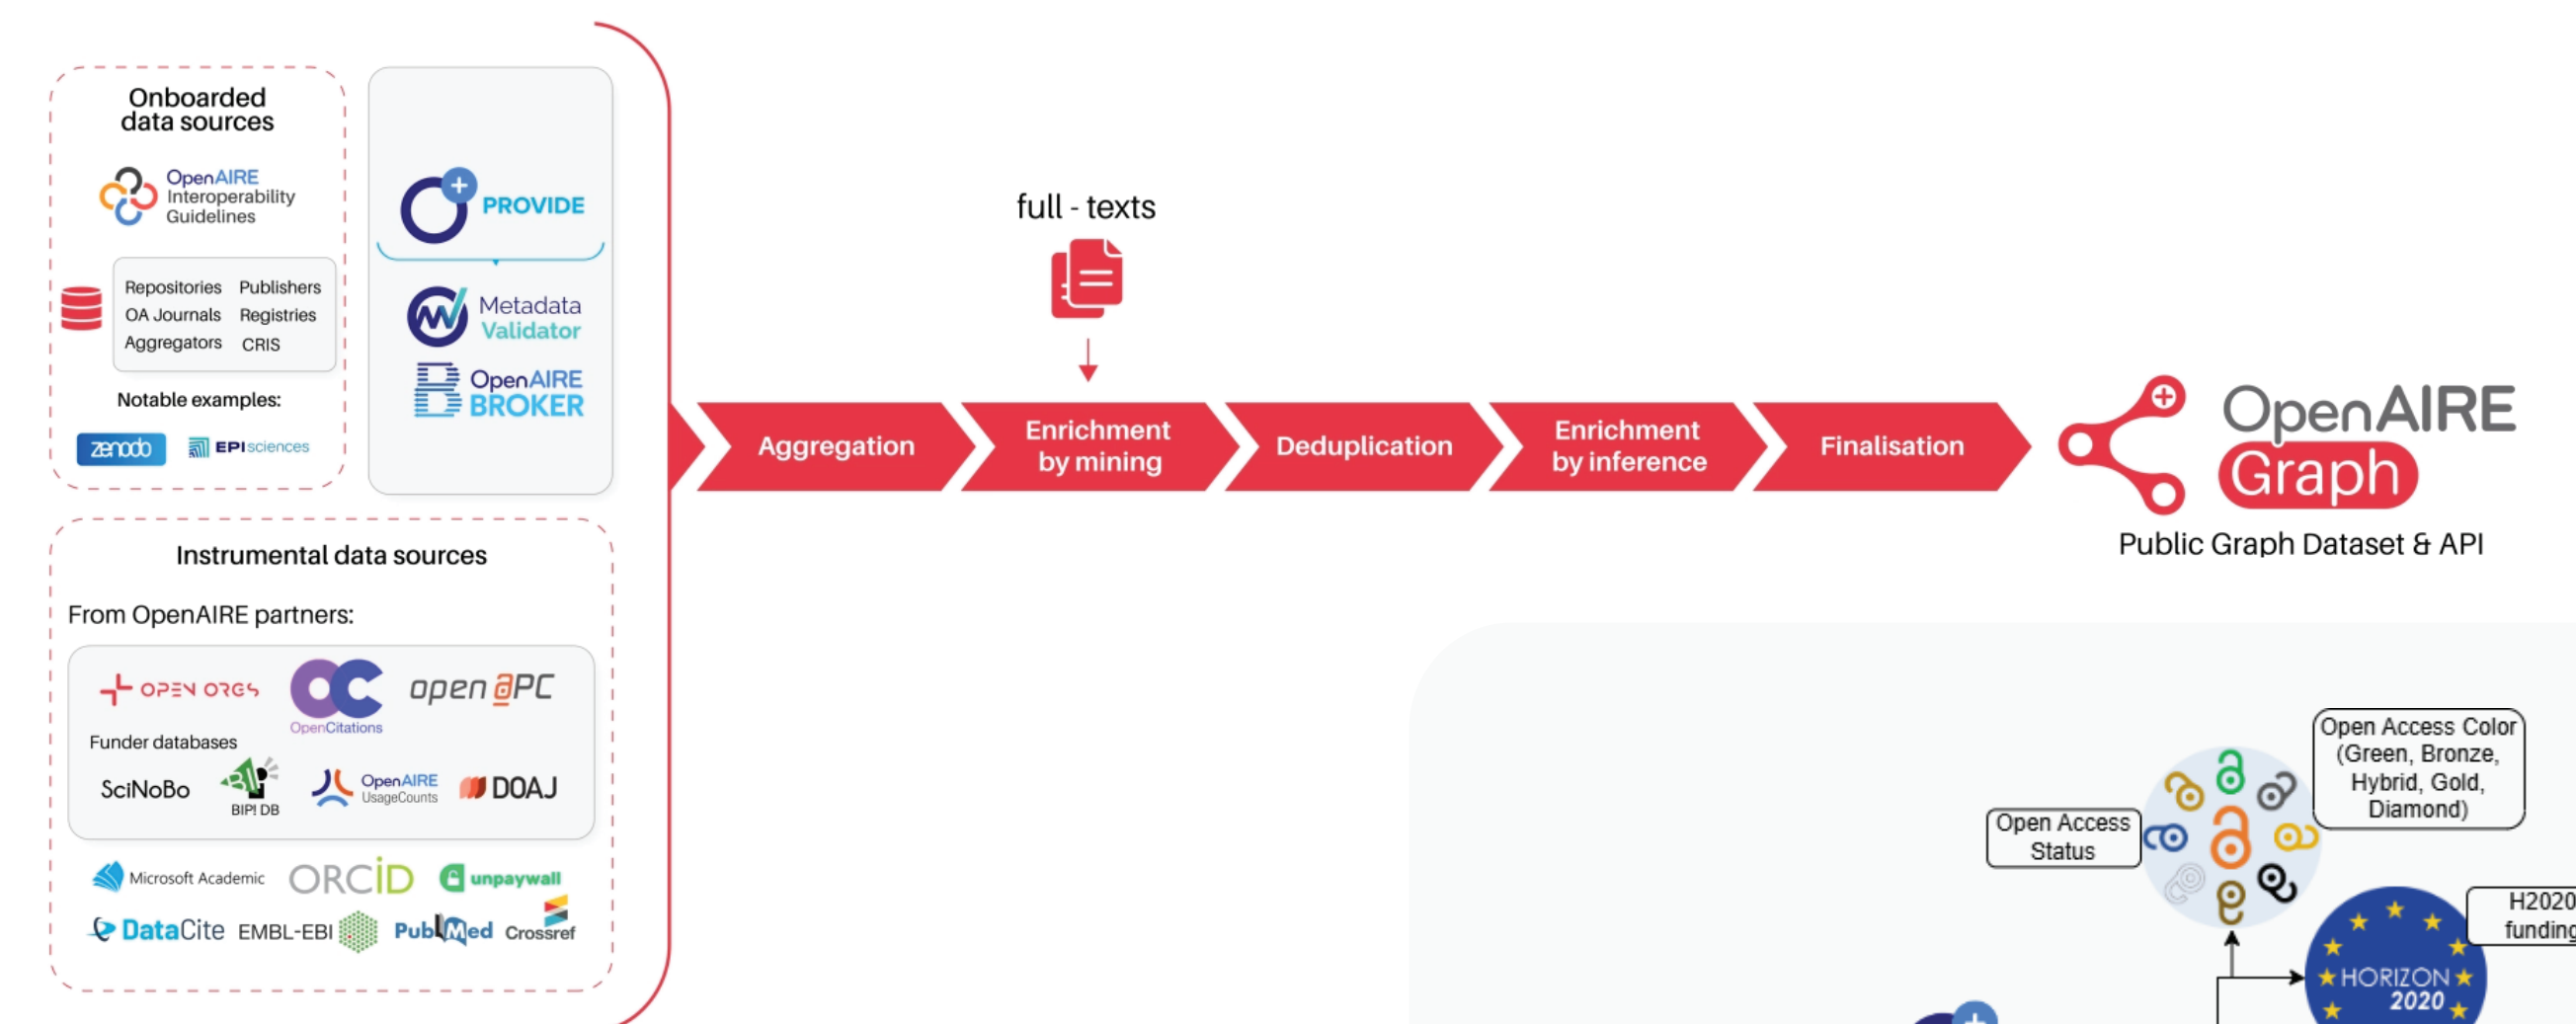 Onboarded
data sources
OpenAIRE
Interoperability
Guidelines
Repositories Publishers
OA Journals Registries
Aggregators CRIS
Notable examples:
zenodo EPIsciences
PROVIDE
Metadata
Validator
OpenAIRE
BROKER
Instrumental data sources
From OpenAIRE partners:
OPEN ORGS
OC
OpenCitations
open aPC
Funder databases
SciNoBo
BIP!
BIP! DB
OpenAIRE
UsageCounts
DOAJ
Microsoft Academic ORCiD unpaywall
DataCite EMBL-EBI PubMed Crossref
full - texts
Aggregation
Enrichment
by mining
Deduplication
Enrichment
by inference
Finalisation
OpenAIRE
Graph
Public Graph Dataset & API
Open Access Color
(Green, Bronze,
Hybrid, Gold,
Diamond)
Open Access
Status
H2020
funding
HORIZON
2020